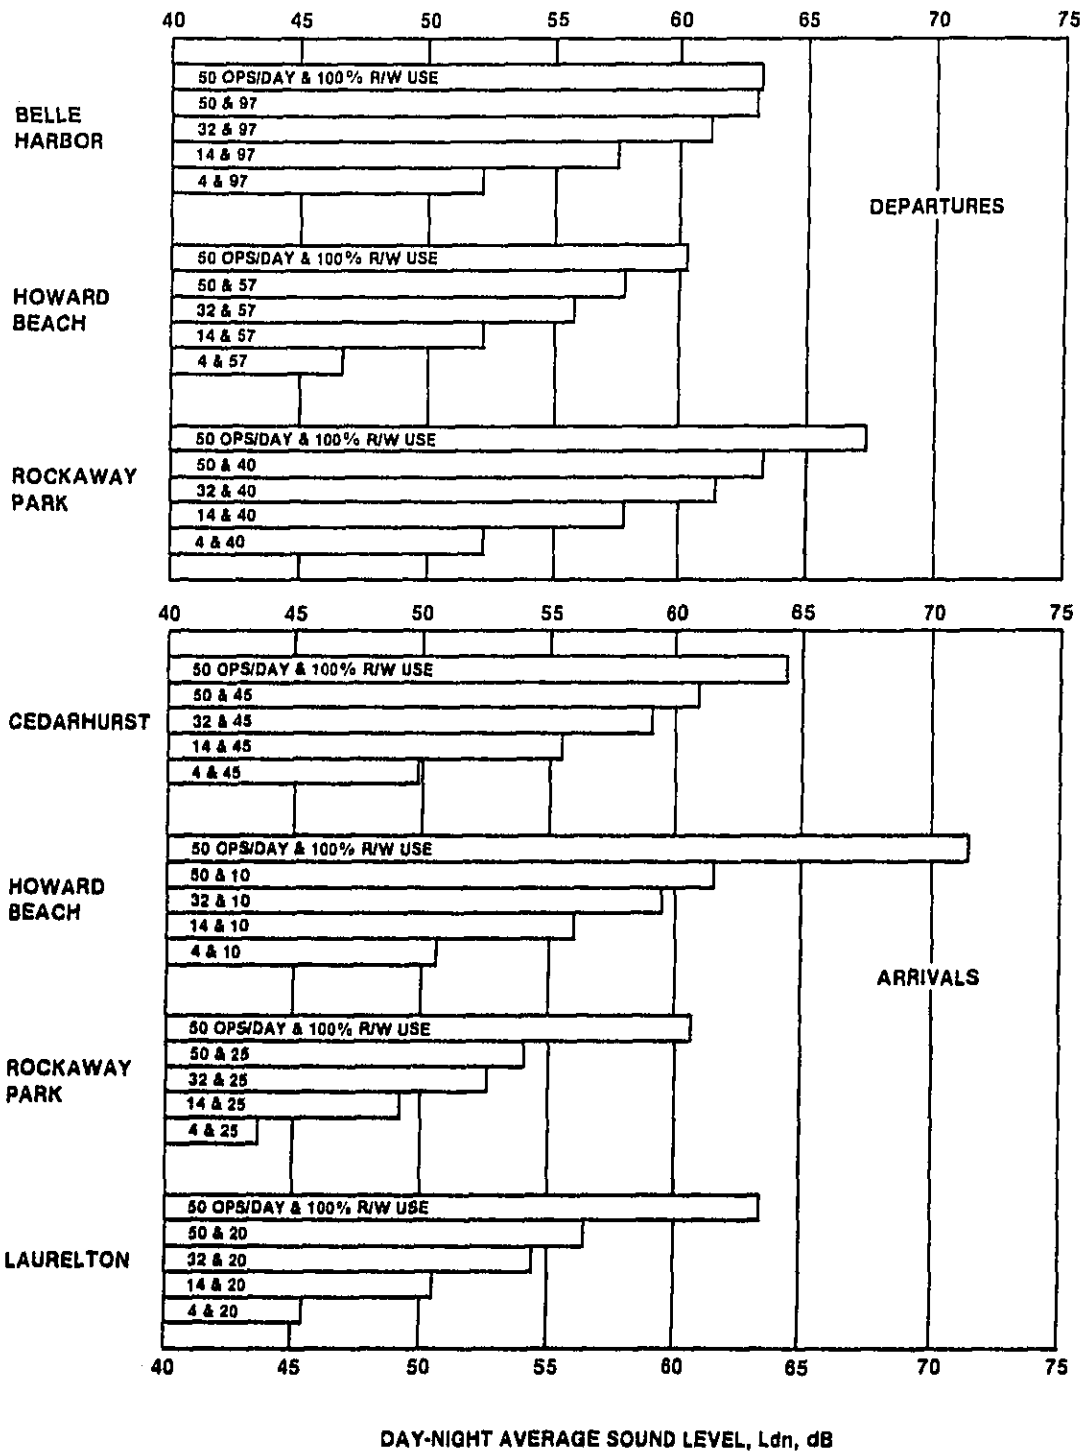 40 45 50 55 60 65 70 75
50 OPS/DAY & 100% R/W USE
50 & 97
BELLE
HARBOR
32 & 97
14 & 97
4 & 97
DEPARTURES
50 OPS/DAY & 100% R/W USE
50 & 57
HOWARD
BEACH
32 & 57
14 & 57
4 & 57
50 OPS/DAY & 100% R/W USE
50 & 40
ROCKAWAY
PARK
32 & 40
14 & 40
4 & 40
40 45 50 55 60 65 70 75
50 OPS/DAY & 100% R/W USE
50 & 45
CEDARHURST
32 & 45
14 & 45
4 & 45
50 OPS/DAY & 100% R/W USE
50 & 10
HOWARD
BEACH
32 & 10
14 & 10
4 & 10
ARRIVALS
50 OPS/DAY & 100% R/W USE
50 & 25
ROCKAWAY
PARK
32 & 25
14 & 25
4 & 25
50 OPS/DAY & 100% R/W USE
50 & 20
LAURELTON
32 & 20
14 & 20
4 & 20
40 45 50 55 60 65 70 75
DAY-NIGHT AVERAGE SOUND LEVEL, Ldn, dB